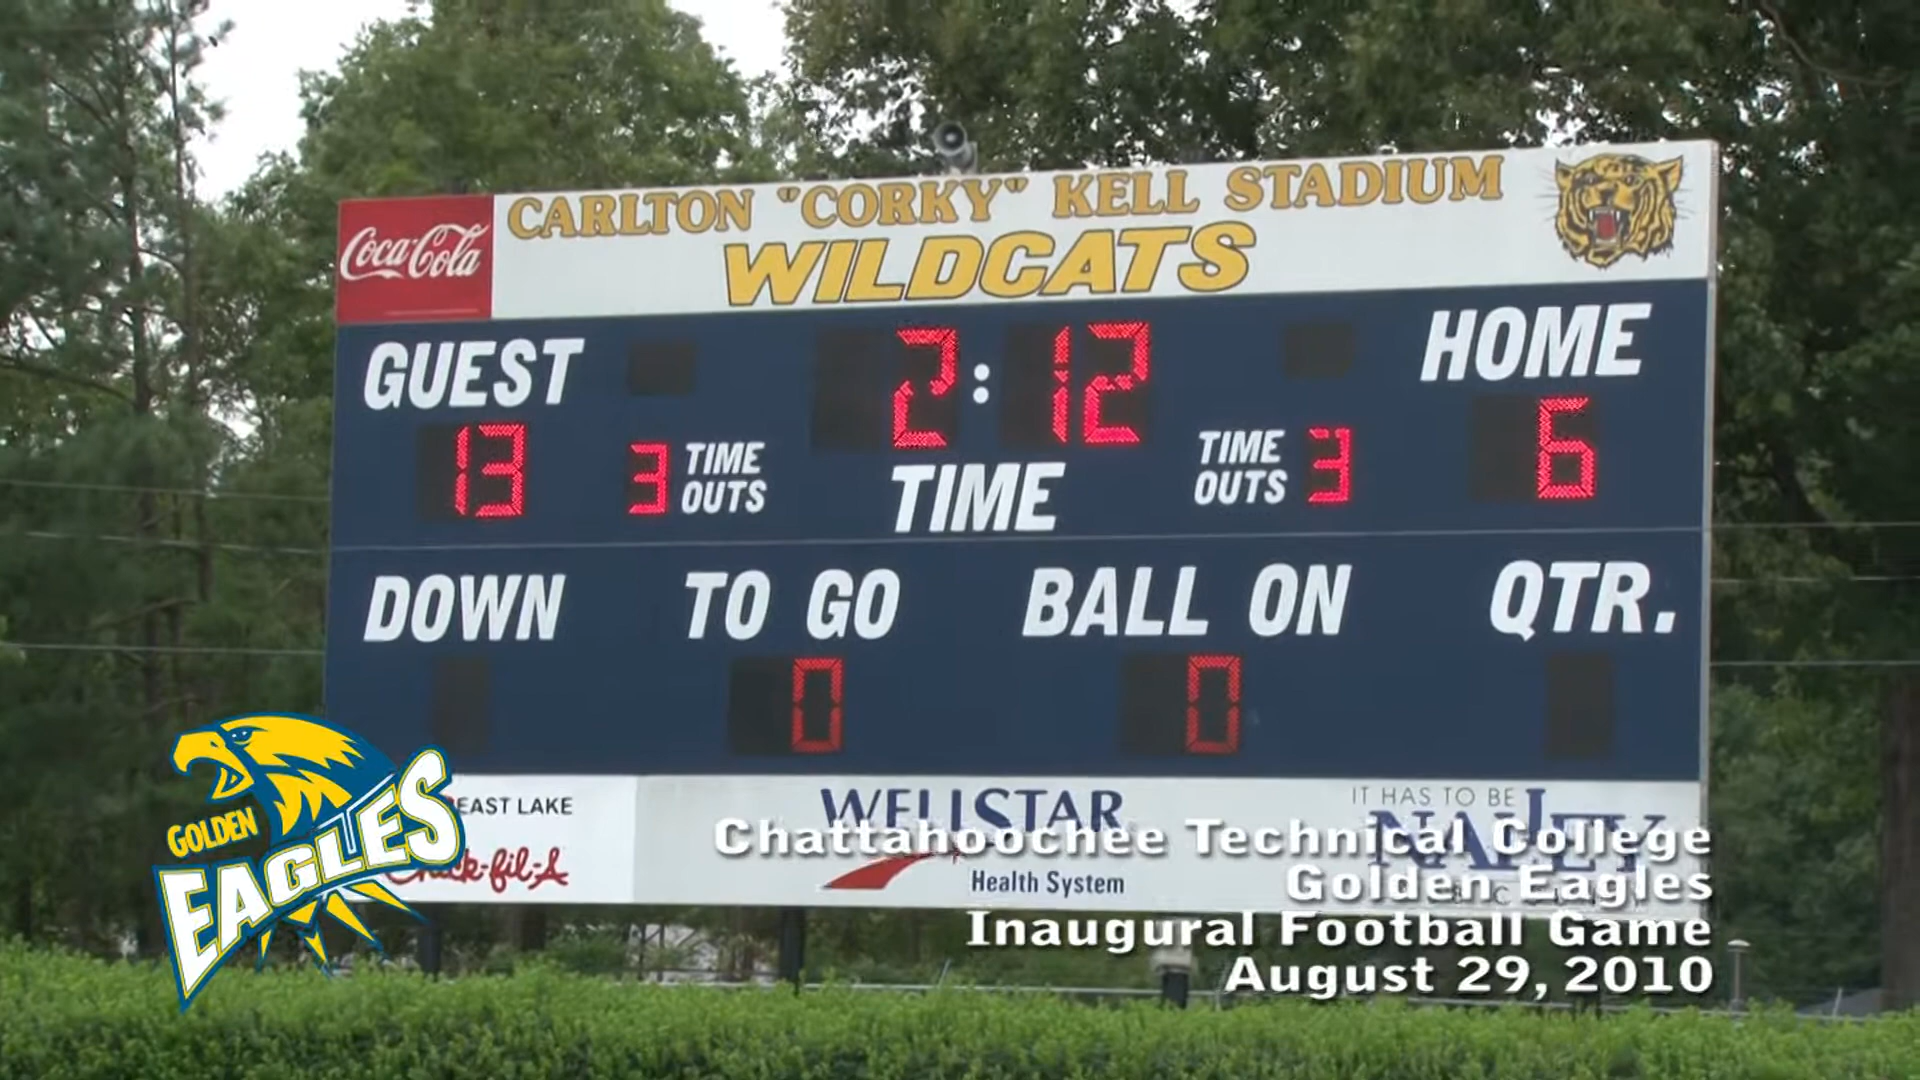 Coca-Cola
CARLTON "CORKY" KELL STADIUM
WILDCATS
GUEST
2:12
HOME
13
3
TIME OUTS
TIME
TIME OUTS
3
6
DOWN
TO GO
BALL ON
QTR.
0
0
EAST LAKE
Chick-fil-A
WELLSTAR
Health System
IT HAS TO BE
NALLEY
GOLDEN
EAGLES
Chattahoochee Technical College
Golden Eagles
Inaugural Football Game
August 29, 2010